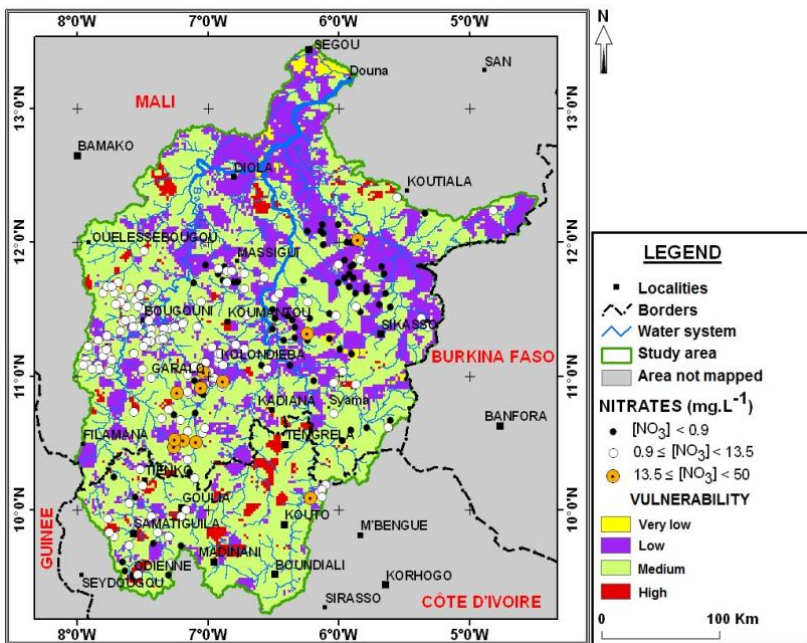 8°0'W 7°0'W 6°0'W 5°0'W
N
SEGOU
SAN
Douna
13°0'N
13°0'N
MALI
BAMAKO
DIOLA
KOUTIALA
12°0'N
12°0'N
OUELESSEBOUGOU
MASSIGUI
BOUGOUNI
KOUMANTOU
SIKASSO
KOLONDIEBA
BURKINA FASO
GARALO
11°0'N
11°0'N
KADIANA
Syama
BANFORA
FILAMANA
TENGRELA
TIENKO
GOULIA
10°0'N
10°0'N
KOUTO
SAMATIGUILA
M'BENGUE
GUINEE
MADINANI
ODIENNE
BOUNDIALI
SEYDOUGOU
KORHOGO
SIRASSO
CÔTE D'IVOIRE
8°0'W 7°0'W 6°0'W 5°0'W
LEGEND
Localities
Borders
Water system
Study area
Area not mapped
NITRATES (mg.L⁻¹)
[NO₃] < 0.9
0.9 ≤ [NO₃] < 13.5
13.5 ≤ [NO₃] < 50
VULNERABILITY
Very low
Low
Medium
High
0 100 Km